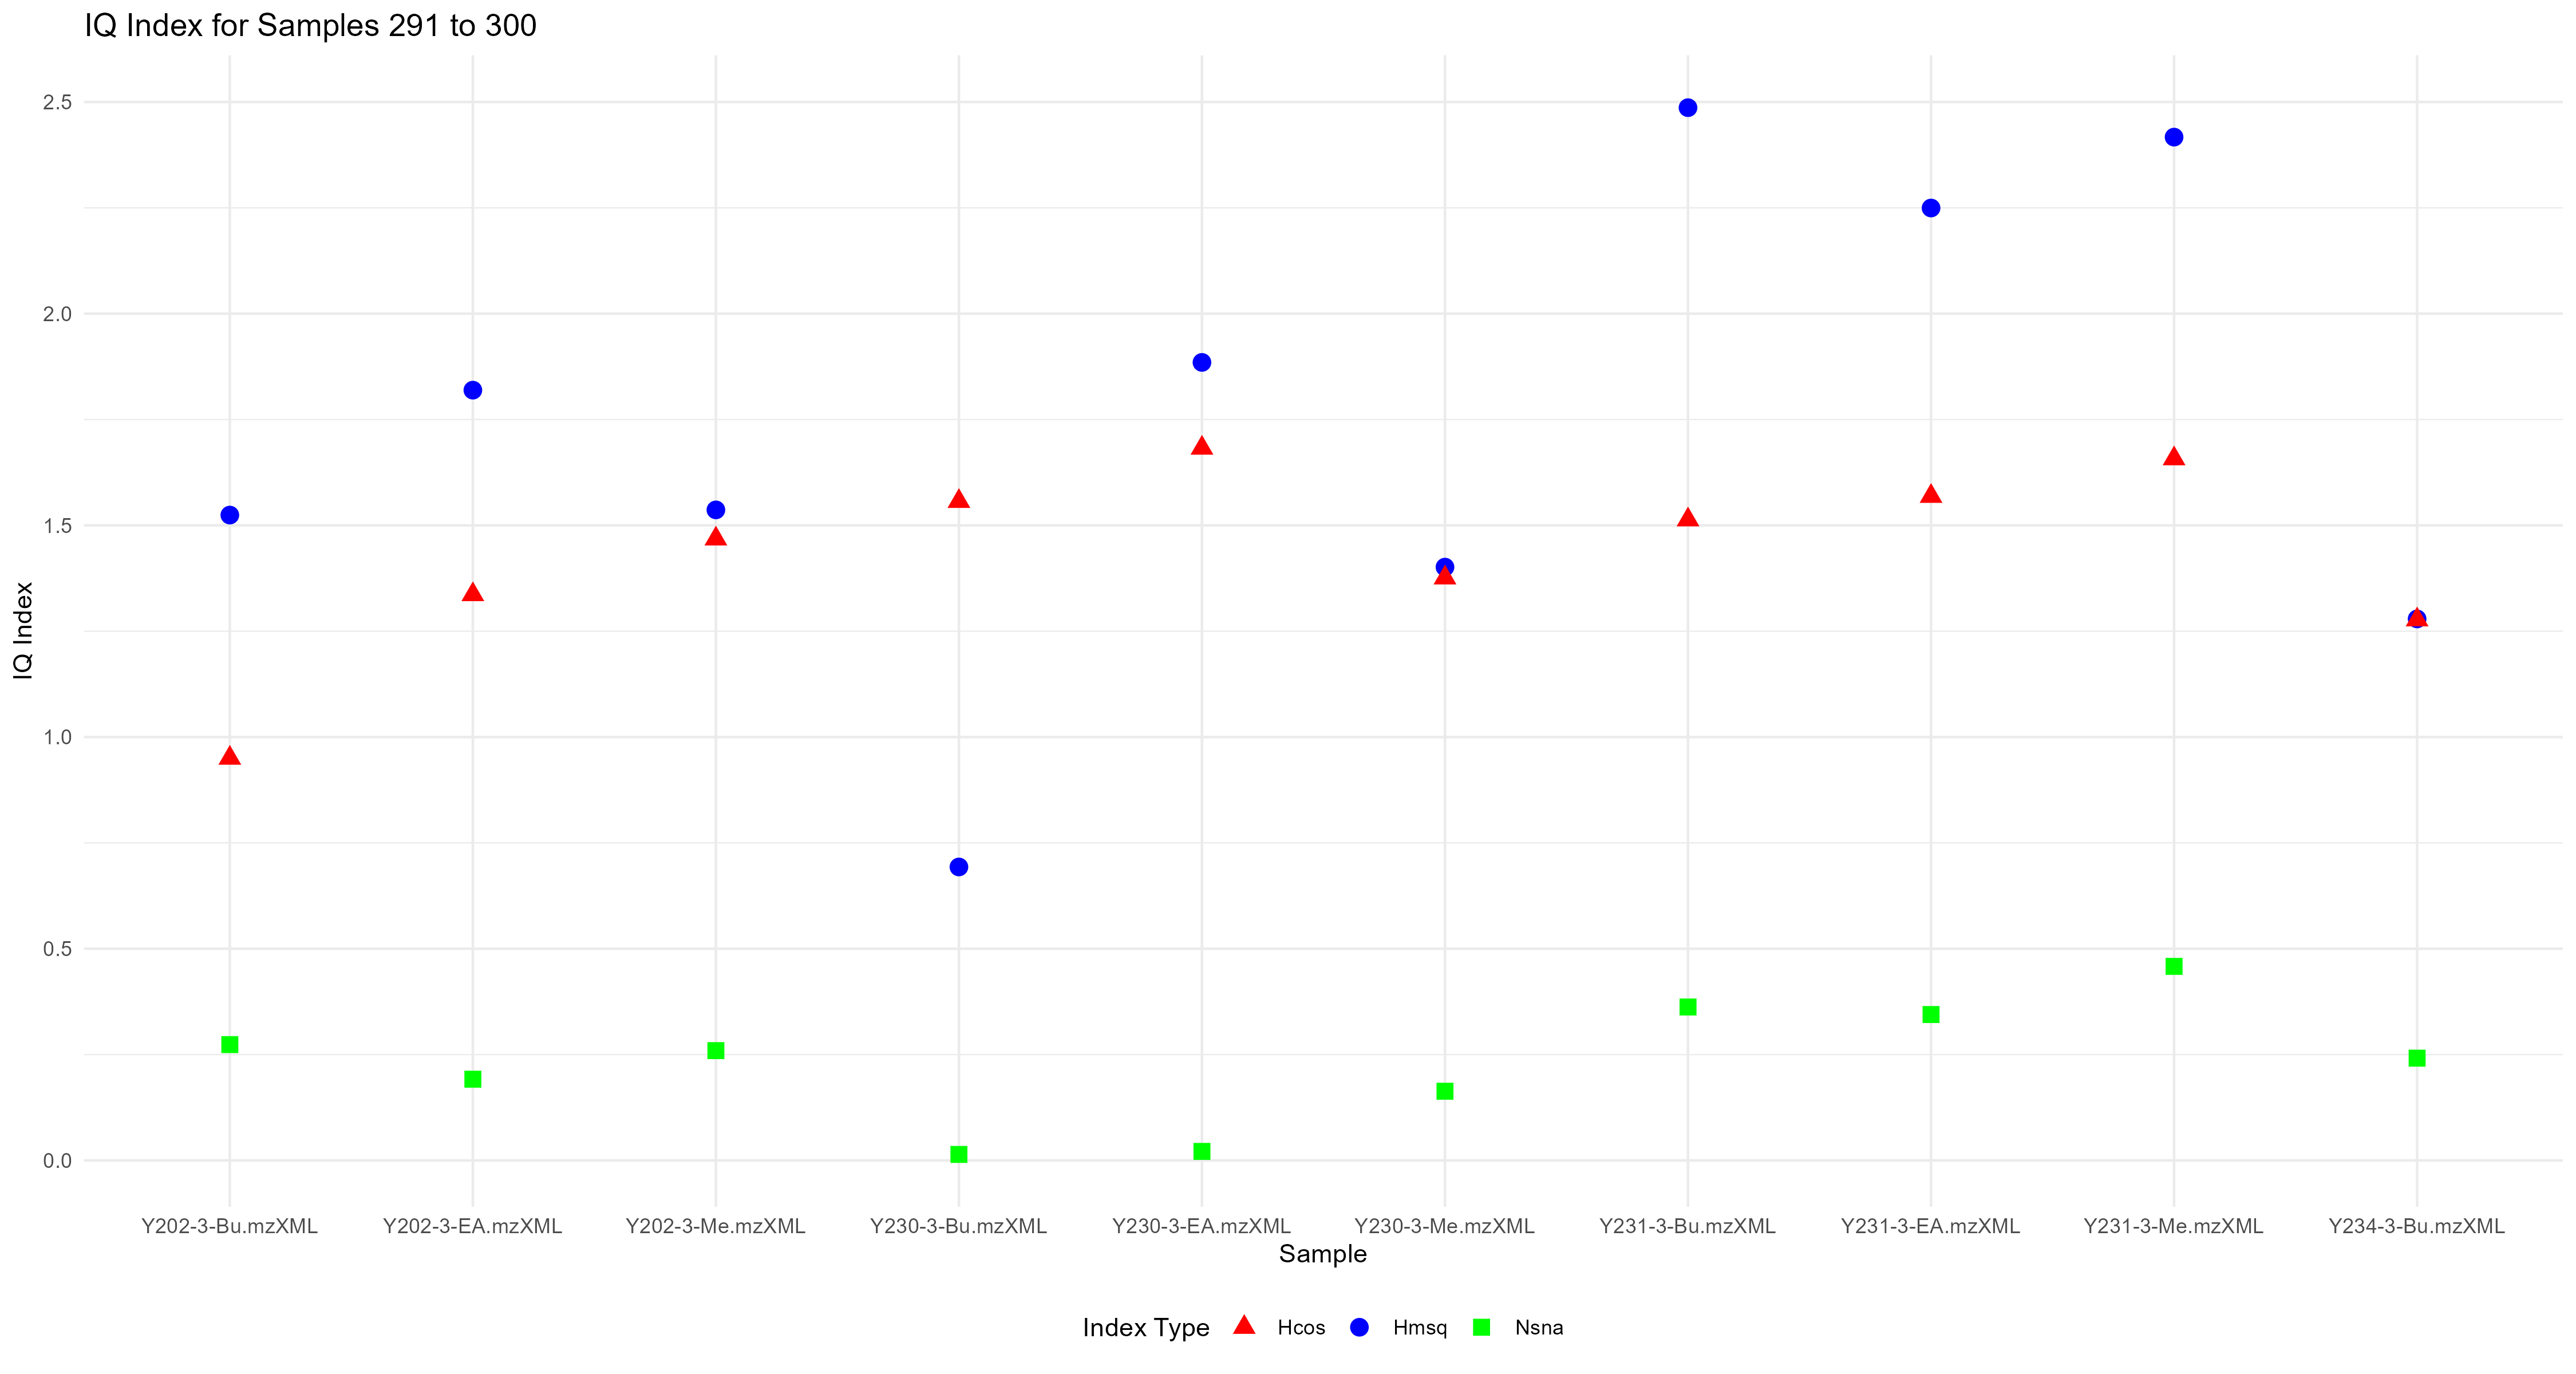 IQ Index for Samples 291 to 300
2.5
2.0
1.5
1.0
0.5
0.0
IQ Index
Y202-3-Bu.mzXML Y202-3-EA.mzXML Y202-3-Me.mzXML Y230-3-Bu.mzXML Y230-3-EA.mzXML Y230-3-Me.mzXML Y231-3-Bu.mzXML Y231-3-EA.mzXML Y231-3-Me.mzXML Y234-3-Bu.mzXML
Sample
Index Type Hcos Hmsq Nsna